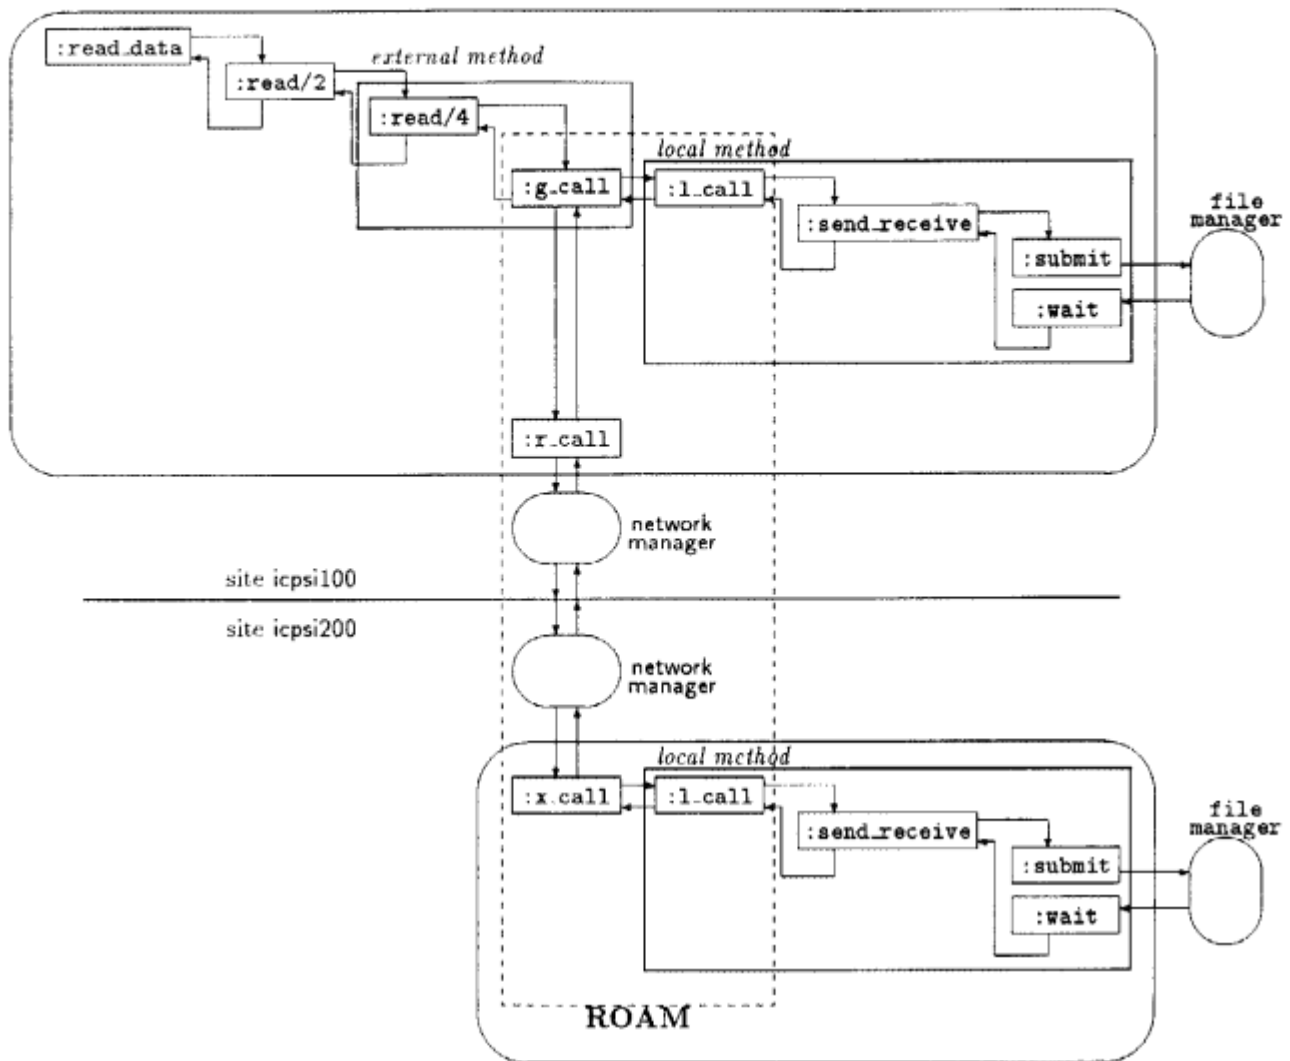 :read_data
external method
:read/2
:read/4
local method
:g_call
:l_call
:send_receive
file
manager
:submit
:wait
:r_call
network
manager
site icpsi100
site icpsi200
network
manager
local method
:x_call
:l_call
:send_receive
file
manager
:submit
:wait
ROAM